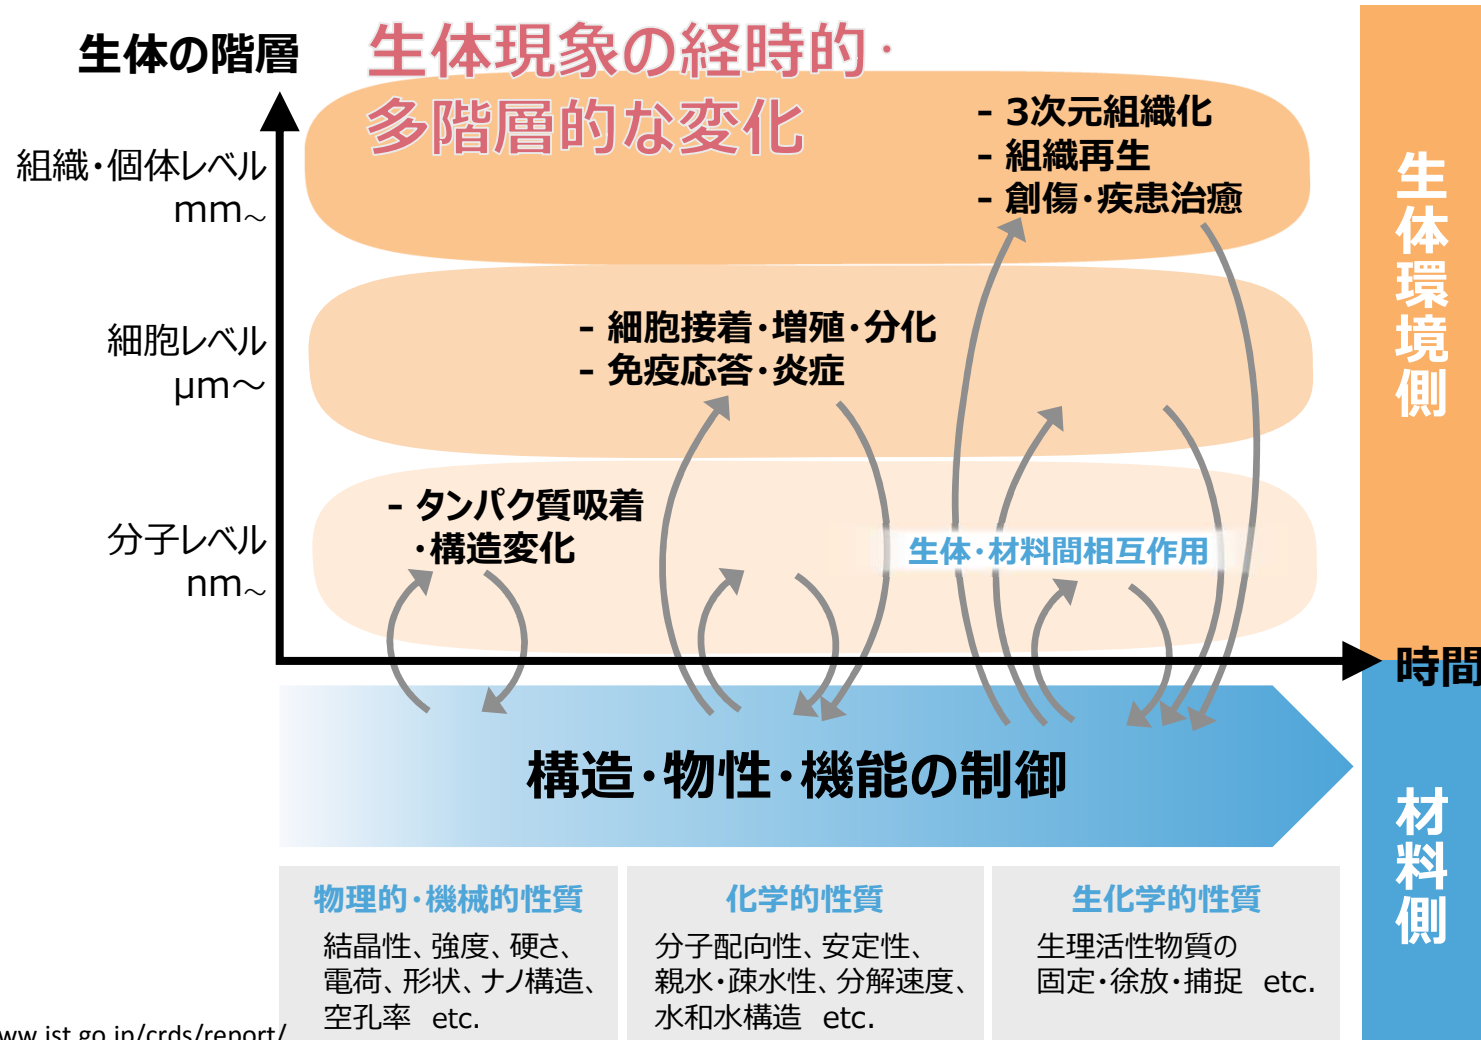 生体の階層
生体現象の経時的・
多階層的な変化
組織・個体レベル
mm~
- 3次元組織化
- 組織再生
- 創傷・疾患治癒
細胞レベル
μm～
- 細胞接着・増殖・分化
- 免疫応答・炎症
分子レベル
nm~
- タンパク質吸着
・構造変化
生体・材料間相互作用
生体環境側
時間
構造・物性・機能の制御
材料側
物理的・機械的性質
結晶性、強度、硬さ、
電荷、形状、ナノ構造、
空孔率 etc.
化学的性質
分子配向性、安定性、
親水・疎水性、分解速度、
水和水構造 etc.
生化学的性質
生理活性物質の
固定・徐放・捕捉 etc.
ww.jst.go.jp/crds/report/